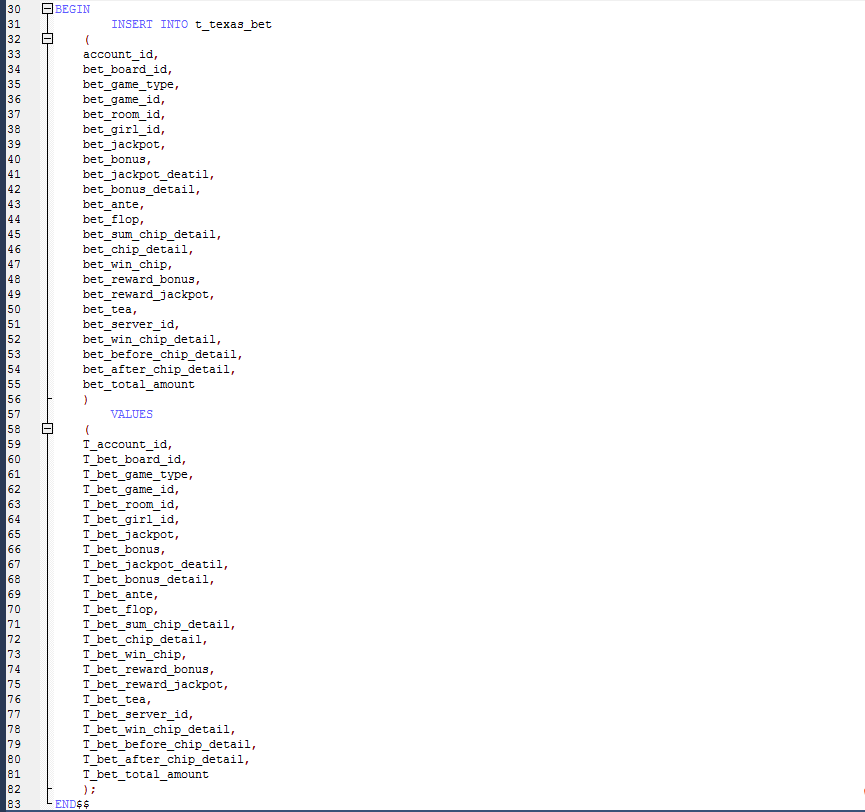 30 BEGIN
31 INSERT INTO t_texas_bet
32 (
33 account_id,
34 bet_board_id,
35 bet_game_type,
36 bet_game_id,
37 bet_room_id,
38 bet_girl_id,
39 bet_jackpot,
40 bet_bonus,
41 bet_jackpot_deatil,
42 bet_bonus_detail,
43 bet_ante,
44 bet_flop,
45 bet_sum_chip_detail,
46 bet_chip_detail,
47 bet_win_chip,
48 bet_reward_bonus,
49 bet_reward_jackpot,
50 bet_tea,
51 bet_server_id,
52 bet_win_chip_detail,
53 bet_before_chip_detail,
54 bet_after_chip_detail,
55 bet_total_amount
56 )
57 VALUES
58 (
59 T_account_id,
60 T_bet_board_id,
61 T_bet_game_type,
62 T_bet_game_id,
63 T_bet_room_id,
64 T_bet_girl_id,
65 T_bet_jackpot,
66 T_bet_bonus,
67 T_bet_jackpot_deatil,
68 T_bet_bonus_detail,
69 T_bet_ante,
70 T_bet_flop,
71 T_bet_sum_chip_detail,
72 T_bet_chip_detail,
73 T_bet_win_chip,
74 T_bet_reward_bonus,
75 T_bet_reward_jackpot,
76 T_bet_tea,
77 T_bet_server_id,
78 T_bet_win_chip_detail,
79 T_bet_before_chip_detail,
80 T_bet_after_chip_detail,
81 T_bet_total_amount
82 );
83 END$$